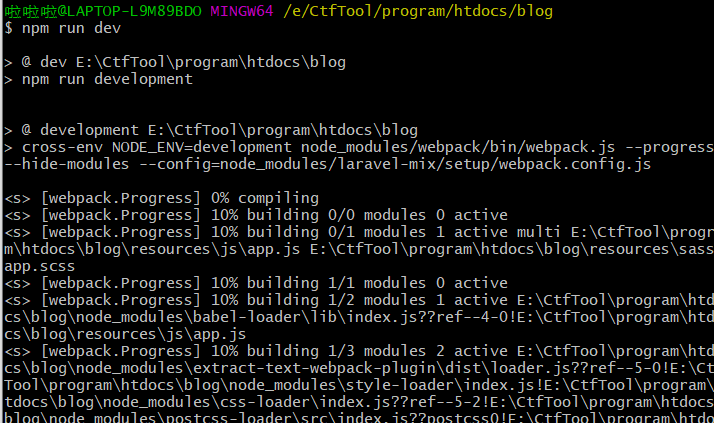 啦啦啦@LAPTOP-L9M89BDO MINGW64 /e/CtfTool/program/htdocs/blog
$ npm run dev
> @ dev E:\CtfTool\program\htdocs\blog
> npm run development
> @ development E:\CtfTool\program\htdocs\blog
> cross-env NODE_ENV=development node_modules/webpack/bin/webpack.js --progress
--hide-modules --config=node_modules/laravel-mix/setup/webpack.config.js
<s> [webpack.Progress] 0% compiling
<s> [webpack.Progress] 10% building 0/0 modules 0 active
<s> [webpack.Progress] 10% building 0/1 modules 1 active multi E:\CtfTool\progr
m\htdocs\blog\resources\js\app.js E:\CtfTool\program\htdocs\blog\resources\sass
app.scss
<s> [webpack.Progress] 10% building 1/1 modules 0 active
<s> [webpack.Progress] 10% building 1/2 modules 1 active E:\CtfTool\program\htd
cs\blog\node_modules\babel-loader\lib\index.js??ref--4-0!E:\CtfTool\program\htd
cs\blog\resources\js\app.js
<s> [webpack.Progress] 10% building 1/3 modules 2 active E:\CtfTool\program\htd
cs\blog\node_modules\extract-text-webpack-plugin\dist\loader.js??ref--5-0!E:\Ct
Tool\program\htdocs\blog\node_modules\style-loader\index.js!E:\CtfTool\program\
tdocs\blog\node_modules\css-loader\index.js??ref--5-2!E:\CtfTool\program\htdocs
blog\node_modules\postcss-loader\src\index.js??postcss0!E:\CtfTool\program\htdo